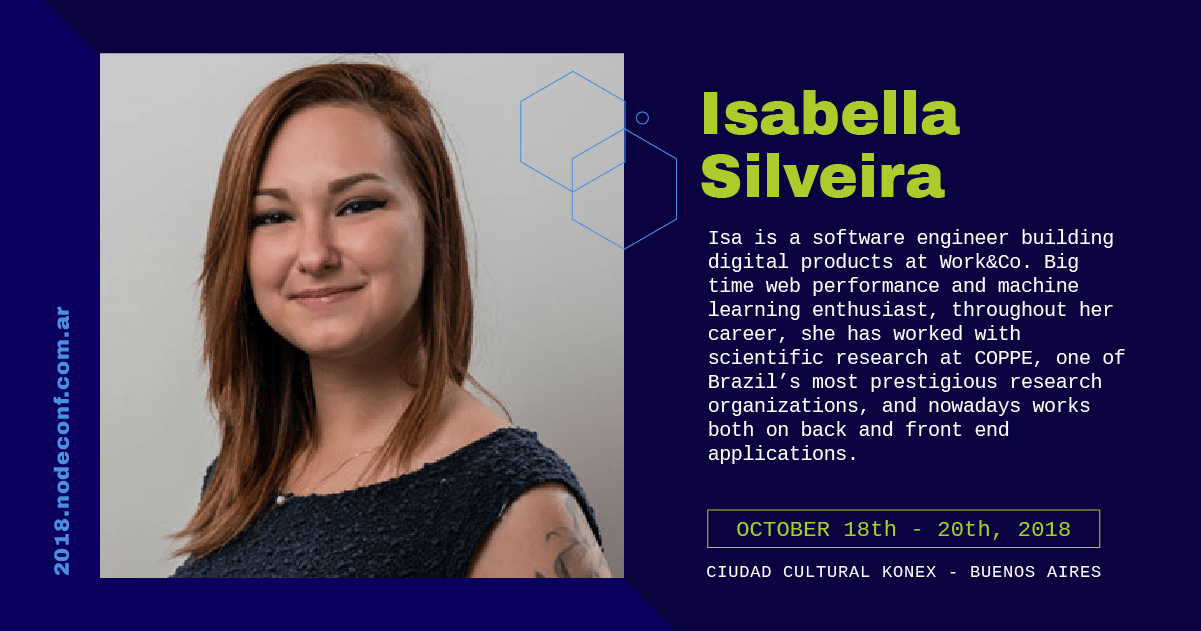 Isabella
Silveira
Isa is a software engineer building
digital products at Work&Co. Big
time web performance and machine
learning enthusiast, throughout her
career, she has worked with
scientific research at COPPE, one of
Brazil’s most prestigious research
organizations, and nowadays works
both on back and front end
applications.
OCTOBER 18th - 20th, 2018
CIUDAD CULTURAL KONEX - BUENOS AIRES
2018.nodeconf.com.ar